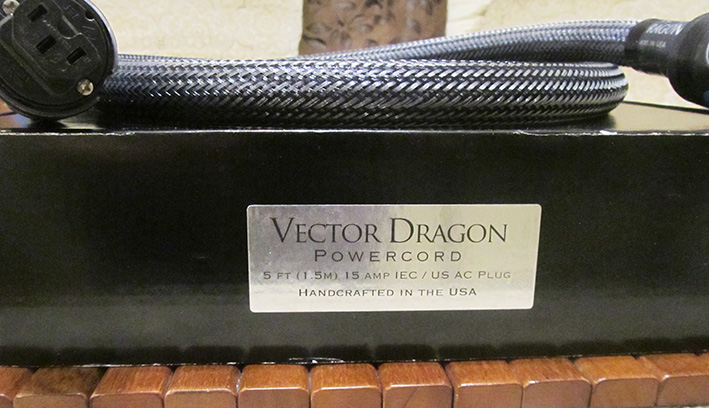 VECTOR DRAGON
POWERCORD
5 FT (1.5M) 15 AMP IEC / US AC PLUG
HANDCRAFTED IN THE USA